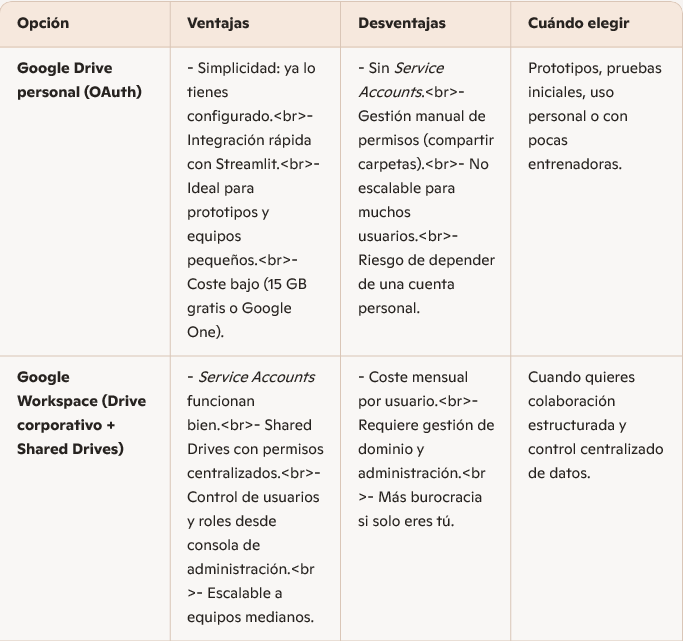 Opción
Ventajas
Desventajas
Cuándo elegir
Google Drive
personal (OAuth)
- Simplicidad: ya lo
tienes
configurado.<br>-
Integración rápida
con Streamlit.<br>-
Ideal para
prototipos y
equipos
pequeños.<br>-
Coste bajo (15 GB
gratis o Google
One).
- Sin Service
Accounts.<br>-
Gestión manual de
permisos (compartir
carpetas).<br>- No
escalable para
muchos
usuarios.<br>-
Riesgo de depender
de una cuenta
personal.
Prototipos, pruebas
iniciales, uso
personal o con
pocas
entrenadoras.
Google
Workspace (Drive
corporativo +
Shared Drives)
- Service Accounts
funcionan
bien.<br>- Shared
Drives con permisos
centralizados.<br>-
Control de usuarios
y roles desde
consola de
administración.<br
>- Escalable a
equipos medianos.
- Coste mensual
por usuario.<br>-
Requiere gestión de
dominio y
administración.<br
>- Más burocracia
si solo eres tú.
Cuando quieres
colaboración
estructurada y
control centralizado
de datos.